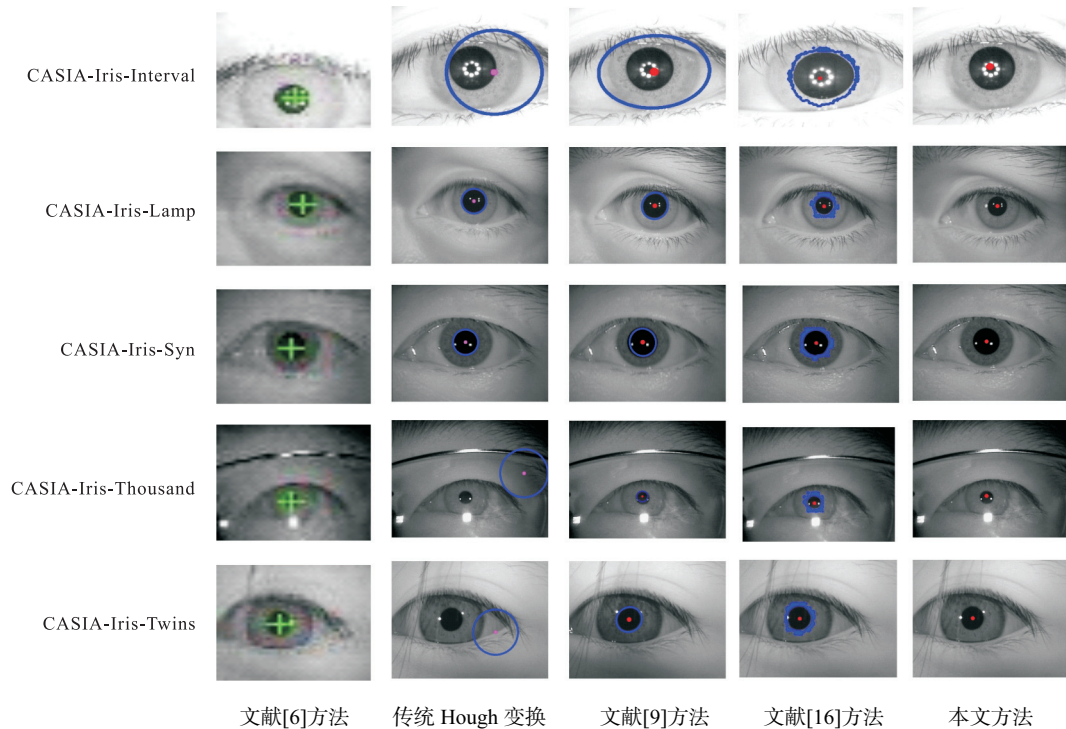 CASIA-Iris-Interval
CASIA-Iris-Lamp
CASIA-Iris-Syn
CASIA-Iris-Thousand
CASIA-Iris-Twins
文献[6]方法 传统 Hough 变换 文献[9]方法 文献[16]方法 本文方法